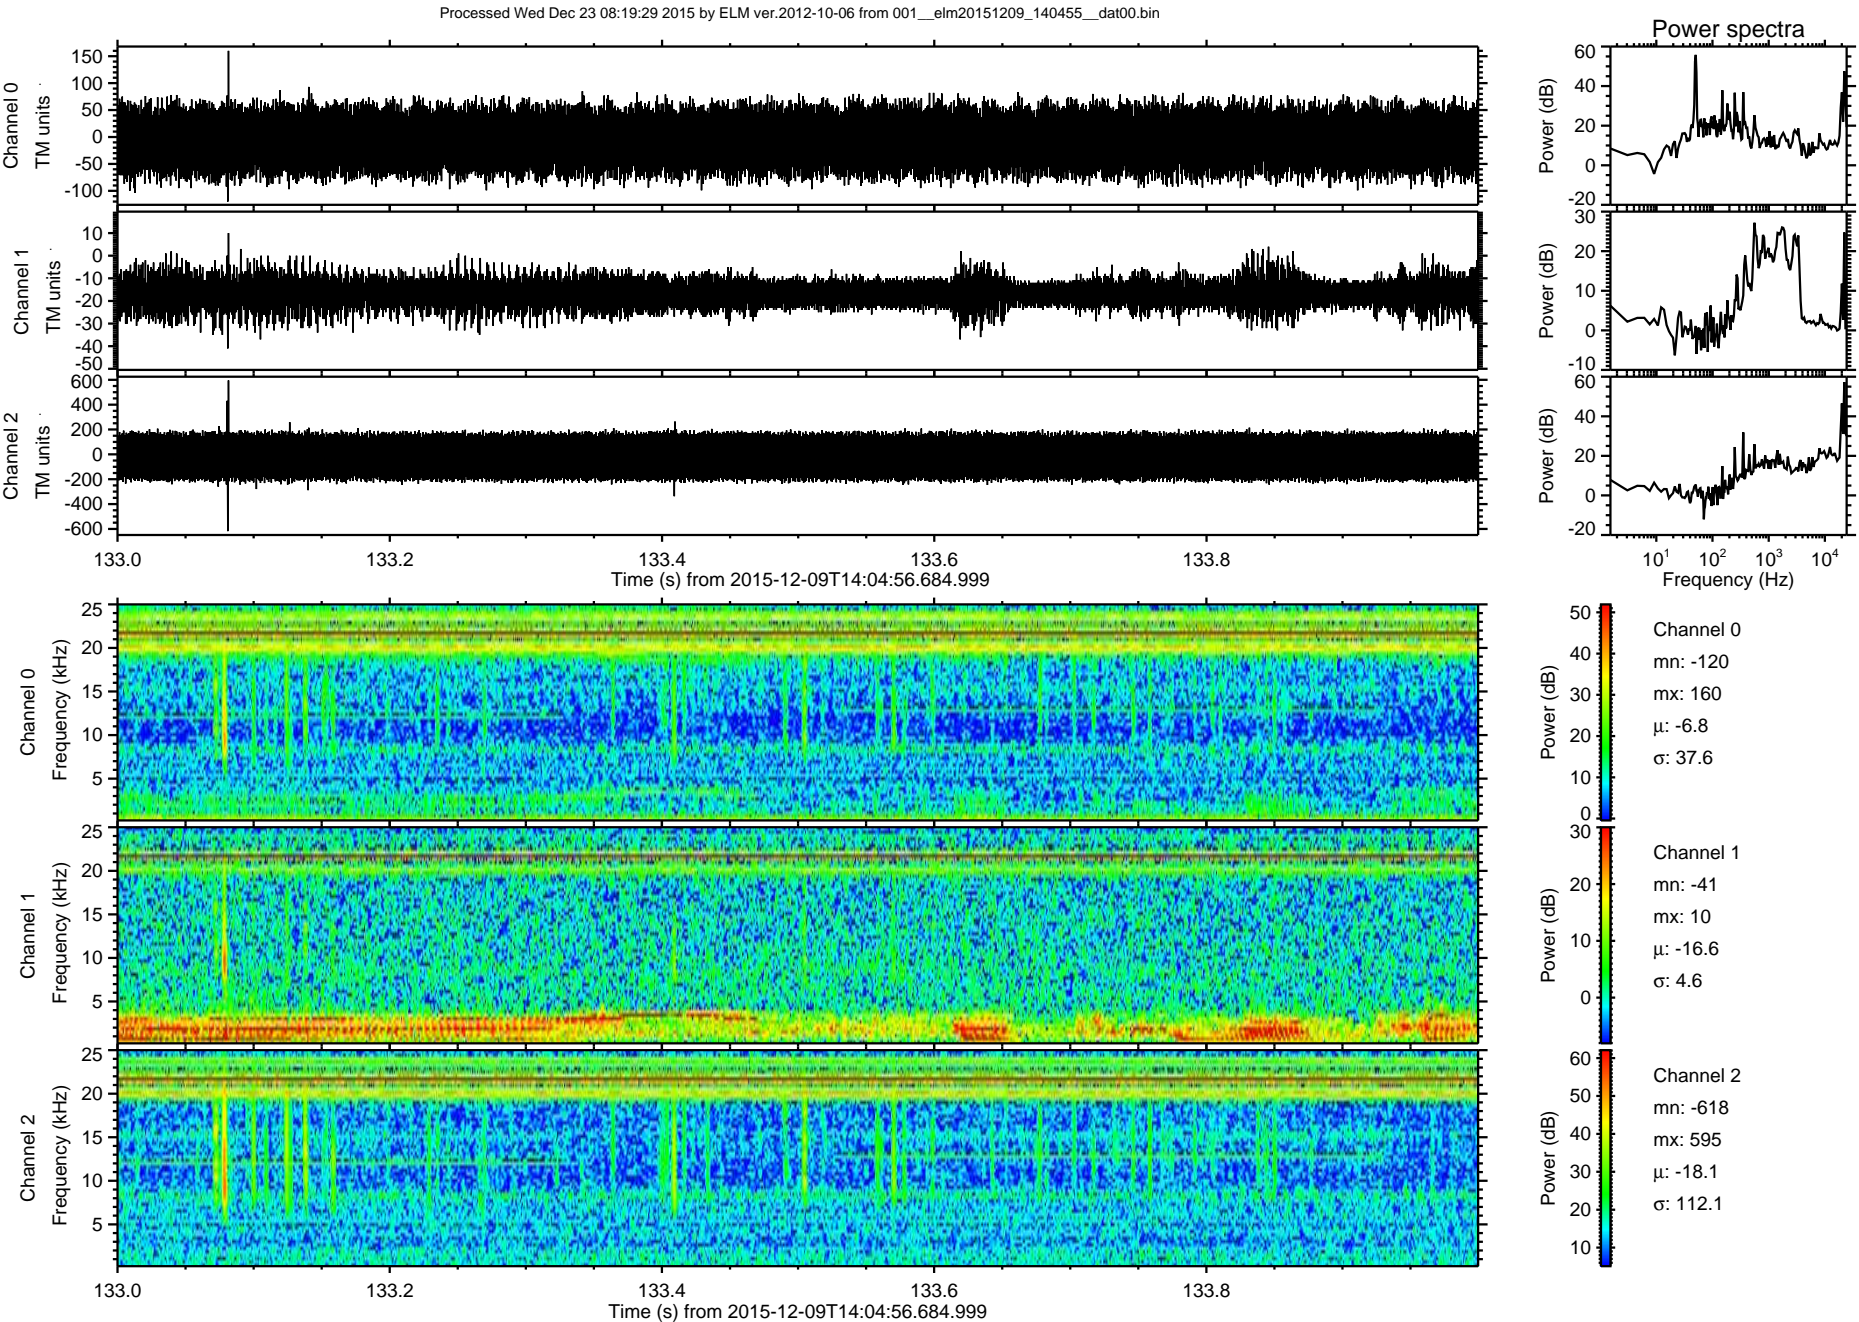 Processed Wed Dec 23 08:19:29 2015 by ELM ver.2012-10-06 from 001__elm20151209_140455__dat00.bin
Power spectra
Channel 0
TM units
150
100
50
0
-50
-100
Power (dB)
60
40
20
0
-20
Channel 1
TM units
10
0
-10
-20
-30
-40
-50
Power (dB)
30
20
10
0
-10
Channel 2
TM units
600
400
200
0
-200
-400
-600
Power (dB)
60
40
20
0
-20
133.0 133.2 133.4 133.6 133.8
Time (s) from 2015-12-09T14:04:56.684.999
10¹ 10² 10³ 10⁴
Frequency (Hz)
Channel 0
Frequency (kHz)
25
20
15
10
5
Power (dB)
50
40
30
20
10
0
Channel 0
mn: -120
mx: 160
μ: -6.8
σ: 37.6
Channel 1
Frequency (kHz)
25
20
15
10
5
Power (dB)
30
20
10
0
Channel 1
mn: -41
mx: 10
μ: -16.6
σ: 4.6
Channel 2
Frequency (kHz)
25
20
15
10
5
Power (dB)
60
50
40
30
20
10
Channel 2
mn: -618
mx: 595
μ: -18.1
σ: 112.1
133.0 133.2 133.4 133.6 133.8
Time (s) from 2015-12-09T14:04:56.684.999